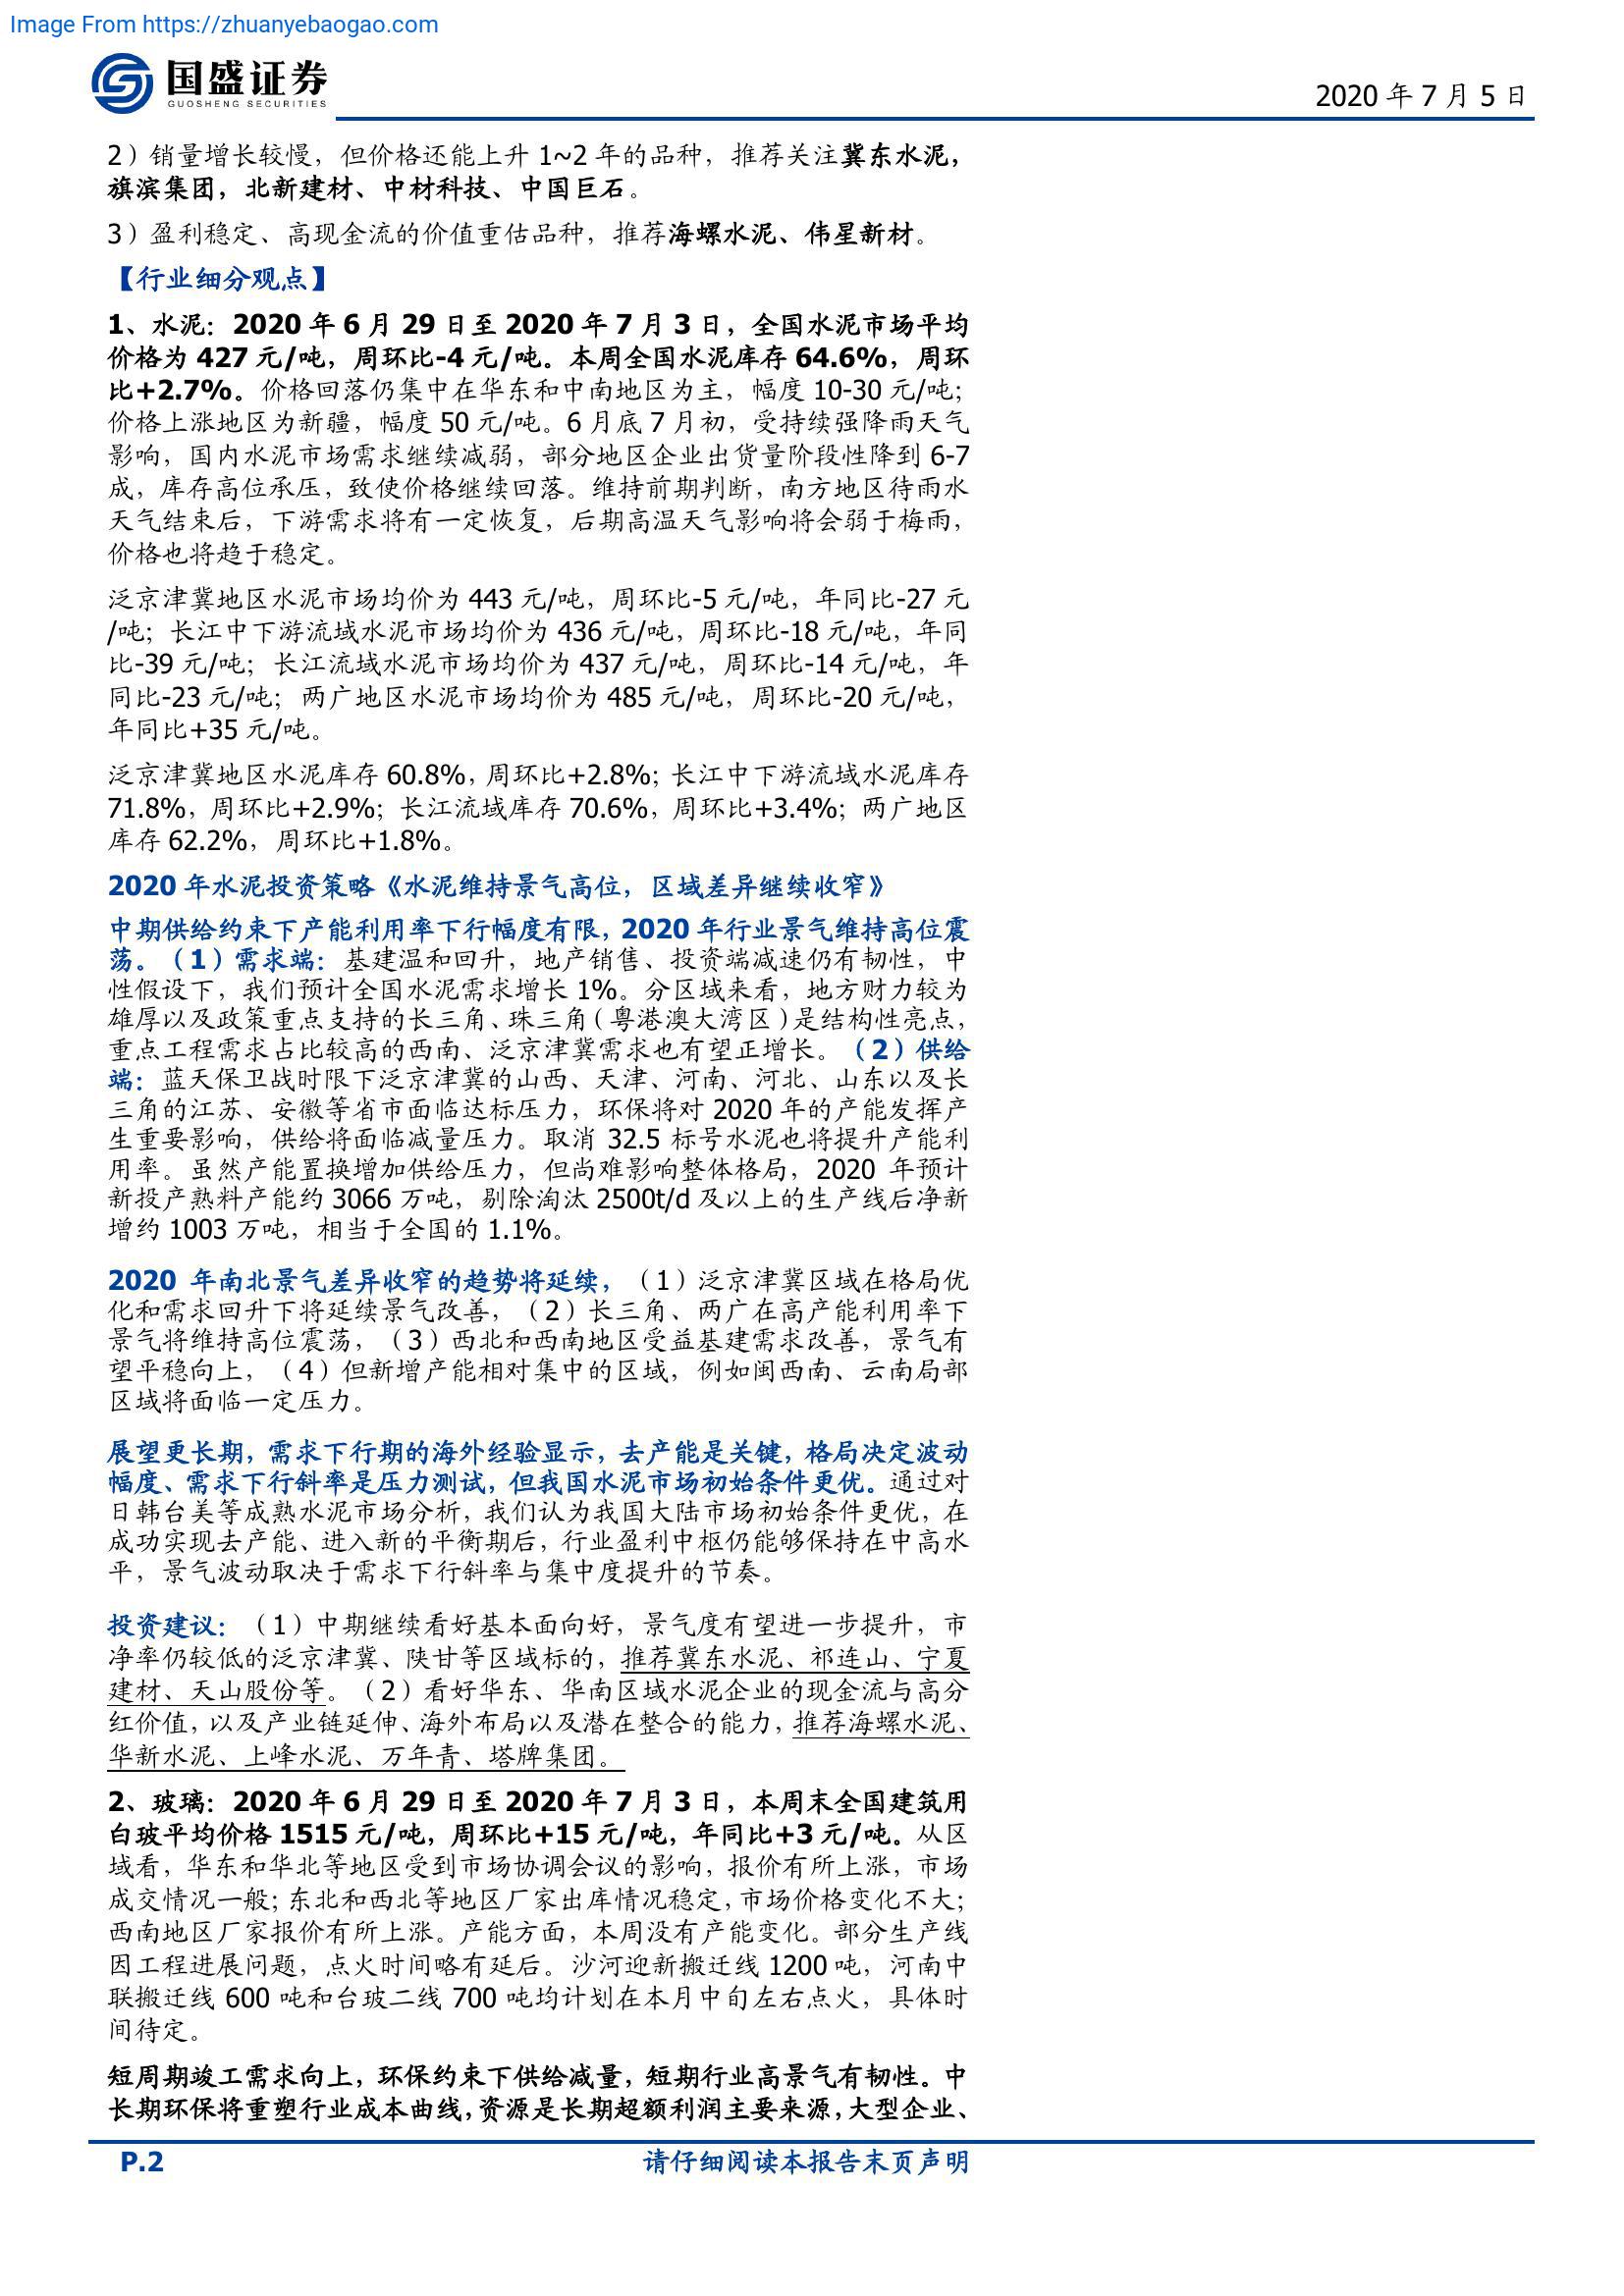 Image From https://zhuanyebaogao.com
国盛证券
GUOSHENG SECURITIES
2020 年 7 月 5 日
2）销量增长较慢，但价格还能上升 1~2 年的品种，推荐关注冀东水泥，
旗滨集团，北新建材、中材科技、中国巨石。
3）盈利稳定、高现金流的价值重估品种，推荐海螺水泥、伟星新材。
【行业细分观点】
1、水泥：2020 年 6 月 29 日至 2020 年 7 月 3 日，全国水泥市场平均
价格为 427 元/吨，周环比-4 元/吨。本周全国水泥库存 64.6%，周环
比+2.7%。价格回落仍集中在华东和中南地区为主，幅度 10-30 元/吨；
价格上涨地区为新疆，幅度 50 元/吨。6 月底 7 月初，受持续强降雨天气
影响，国内水泥市场需求继续减弱，部分地区企业出货量阶段性降到 6-7
成，库存高位承压，致使价格继续回落。维持前期判断，南方地区待雨水
天气结束后，下游需求将有一定恢复，后期高温天气影响将会弱于梅雨，
价格也将趋于稳定。
泛京津冀地区水泥市场均价为 443 元/吨，周环比-5 元/吨，年同比-27 元
/吨；长江中下游流域水泥市场均价为 436 元/吨，周环比-18 元/吨，年同
比-39 元/吨；长江流域水泥市场均价为 437 元/吨，周环比-14 元/吨，年
同比-23 元/吨；两广地区水泥市场均价为 485 元/吨，周环比-20 元/吨，
年同比+35 元/吨。
泛京津冀地区水泥库存 60.8%，周环比+2.8%；长江中下游流域水泥库存
71.8%，周环比+2.9%；长江流域库存 70.6%，周环比+3.4%；两广地区
库存 62.2%，周环比+1.8%。
2020 年水泥投资策略《水泥维持景气高位，区域差异继续收窄》
中期供给约束下产能利用率下行幅度有限，2020 年行业景气维持高位震
荡。（1）需求端：基建温和回升，地产销售、投资端减速仍有韧性，中
性假设下，我们预计全国水泥需求增长 1%。分区域来看，地方财力较为
雄厚以及政策重点支持的长三角、珠三角（粤港澳大湾区）是结构性亮点，
重点工程需求占比较高的西南、泛京津冀需求也有望正增长。（2）供给
端：蓝天保卫战时限下泛京津冀的山西、天津、河南、河北、山东以及长
三角的江苏、安徽等省市面临达标压力，环保将对 2020 年的产能发挥产
生重要影响，供给将面临减量压力。取消 32.5 标号水泥也将提升产能利
用率。虽然产能置换增加供给压力，但尚难影响整体格局，2020 年预计
新投产熟料产能约 3066 万吨，剔除淘汰 2500t/d 及以上的生产线后净新
增约 1003 万吨，相当于全国的 1.1%。
2020 年南北景气差异收窄的趋势将延续，（1）泛京津冀区域在格局优
化和需求回升下将延续景气改善，（2）长三角、两广在高产能利用率下
景气将维持高位震荡，（3）西北和西南地区受益基建需求改善，景气有
望平稳向上，（4）但新增产能相对集中的区域，例如闽西南、云南局部
区域将面临一定压力。
展望更长期，需求下行期的海外经验显示，去产能是关键，格局决定波动
幅度、需求下行斜率是压力测试，但我国水泥市场初始条件更优。通过对
日韩台美等成熟水泥市场分析，我们认为我国大陆市场初始条件更优，在
成功实现去产能、进入新的平衡期后，行业盈利中枢仍能够保持在中高水
平，景气波动取决于需求下行斜率与集中度提升的节奏。
投资建议：（1）中期继续看好基本面向好，景气度有望进一步提升，市
净率仍较低的泛京津冀、陕甘等区域标的，推荐冀东水泥、祁连山、宁夏
建材、天山股份等。（2）看好华东、华南区域水泥企业的现金流与高分
红价值，以及产业链延伸、海外布局以及潜在整合的能力，推荐海螺水泥、
华新水泥、上峰水泥、万年青、塔牌集团。
2、玻璃：2020 年 6 月 29 日至 2020 年 7 月 3 日，本周末全国建筑用
白玻平均价格 1515 元/吨，周环比+15 元/吨，年同比+3 元/吨。从区
域看，华东和华北等地区受到市场协调会议的影响，报价有所上涨，市场
成交情况一般；东北和西北等地区厂家出库情况稳定，市场价格变化不大；
西南地区厂家报价有所上涨。产能方面，本周没有产能变化。部分生产线
因工程进展问题，点火时间略有延后。沙河迎新搬迁线 1200 吨，河南中
联搬迁线 600 吨和台玻二线 700 吨均计划在本月中旬左右点火，具体时
间待定。
短周期竣工需求向上，环保约束下供给减量，短期行业高景气有韧性。中
长期环保将重塑行业成本曲线，资源是长期超额利润主要来源，大型企业、
P.2
请仔细阅读本报告末页声明